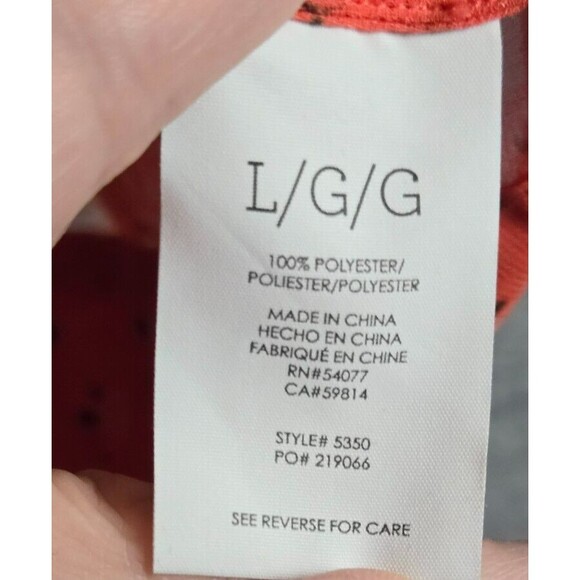 L/G/G
100% POLYESTER/
POLIESTER/POLYESTER
MADE IN CHINA
HECHO EN CHINA
FABRIQUÉ EN CHINE
RN#54077
CA#59814
STYLE# 5350
PO# 219066
SEE REVERSE FOR CARE